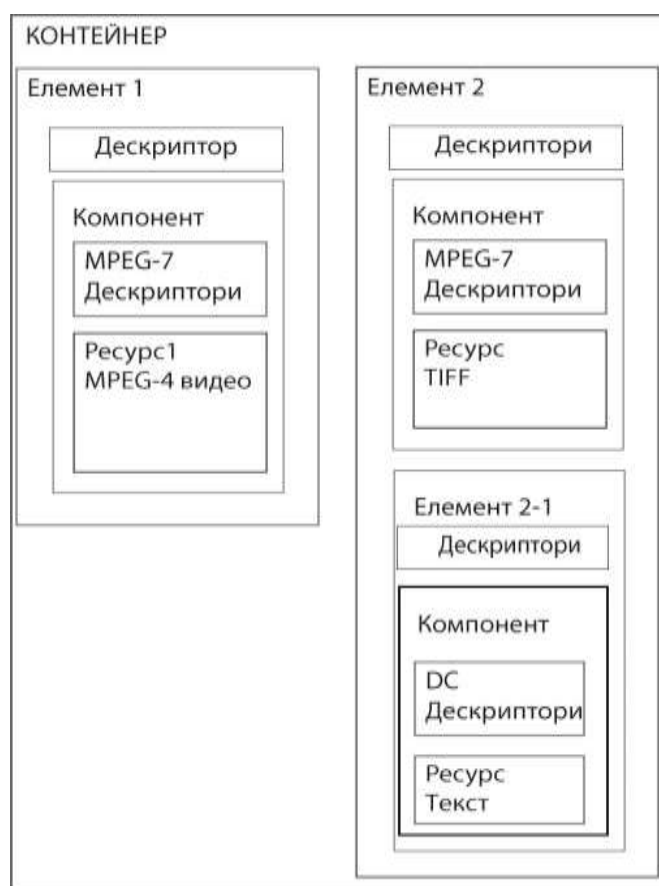 КОНТЕЙНЕР
Елемент 1
Дескриптор
Компонент
MPEG-7
Дескриптори
Ресурс1
MPEG-4 видео
Елемент 2
Дескриптори
Компонент
MPEG-7
Дескриптори
Ресурс
TIFF
Елемент 2-1
Дескриптори
Компонент
DC
Дескриптори
Ресурс
Текст